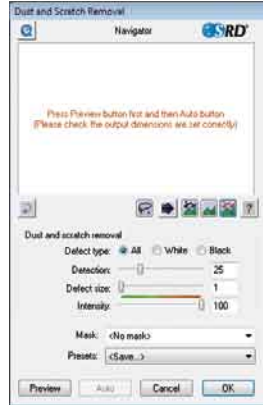 Dust and Scratch Removal
Navigator
SRD
Press Preview button first and then Auto button
(Please check the output dimensions are set correctly)
?
Dust and scratch removal
Defect type: All White Black
Detection: 25
Defect size: 1
Intensity: 100
Mask: <No mask>
Presets: <Save...>
Preview Auto Cancel OK